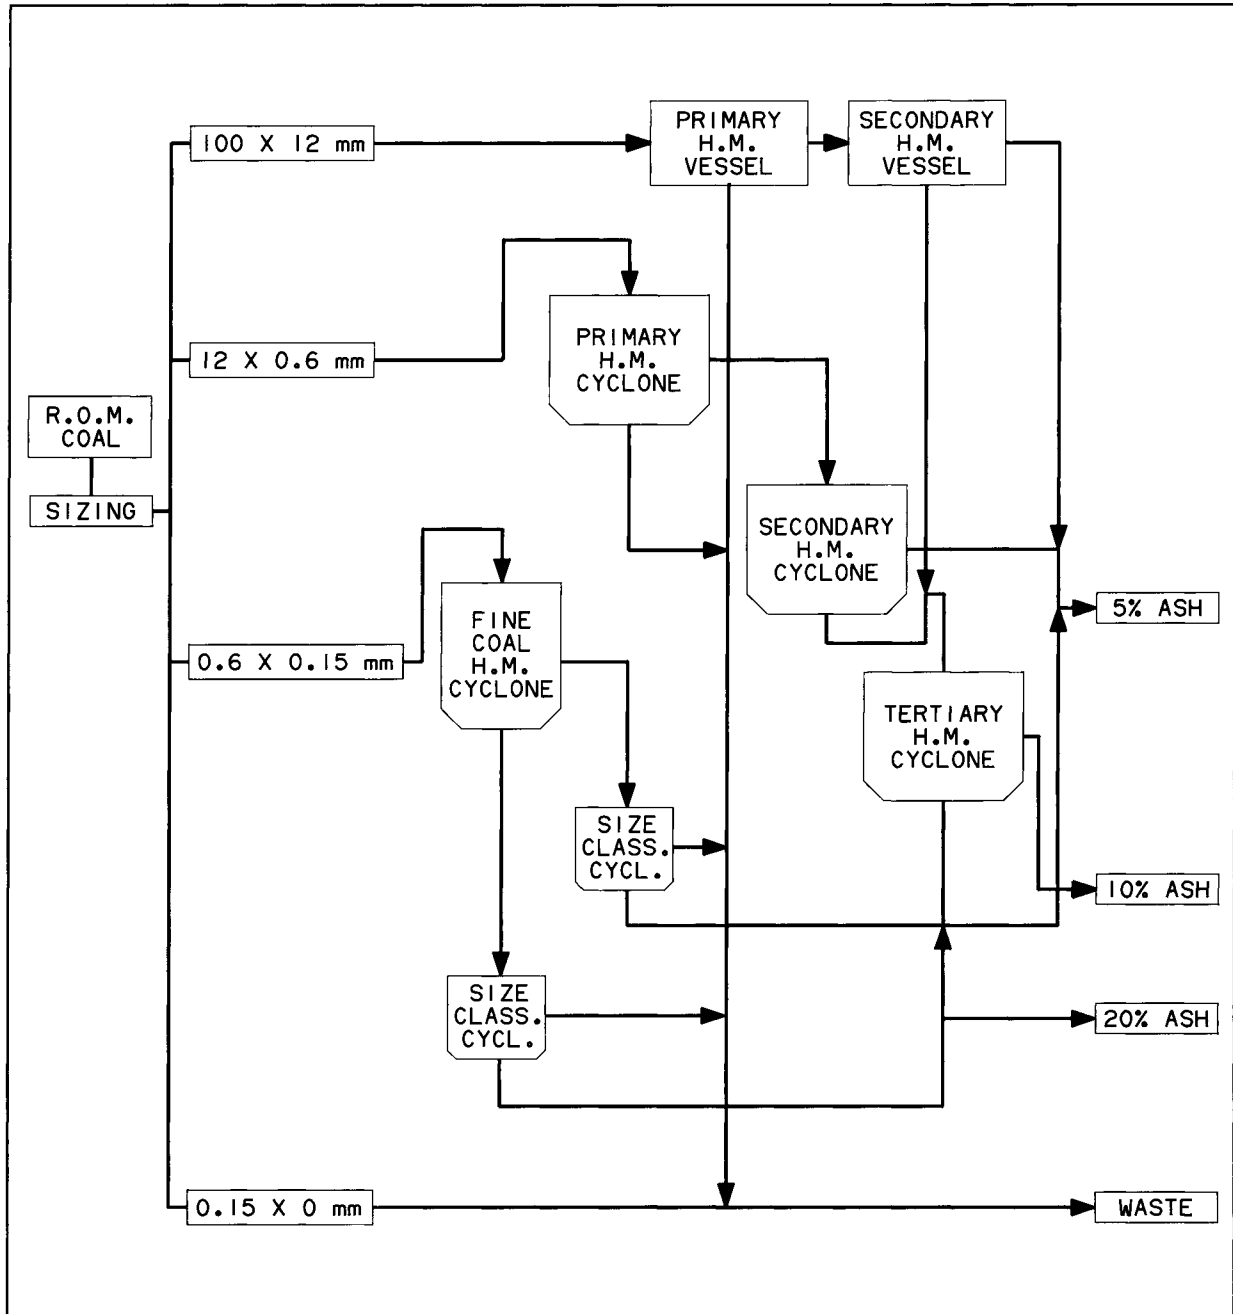 100 X 12 mm
PRIMARY
H.M.
VESSEL
SECONDARY
H.M.
VESSEL
12 X 0.6 mm
PRIMARY
H.M.
CYCLONE
R.O.M.
COAL
SIZING
SECONDARY
H.M.
CYCLONE
5% ASH
0.6 X 0.15 mm
FINE
COAL
H.M.
CYCLONE
TERTIARY
H.M.
CYCLONE
SIZE
CLASS.
CYCL.
10% ASH
SIZE
CLASS.
CYCL.
20% ASH
0.15 X 0 mm
WASTE